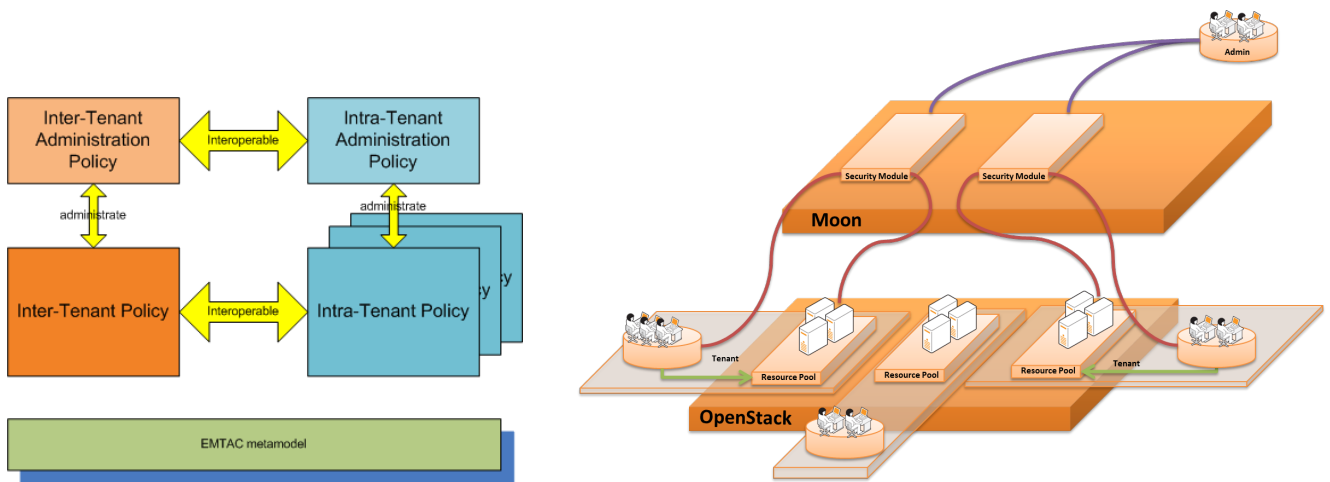 Inter-Tenant
Administration
Policy
Interoperable
Intra-Tenant
Administration
Policy
administrate
administrate
Inter-Tenant Policy
Interoperable
Intra-Tenant Policy
EMTAC metamodel
Admin
Security Module
Security Module
Moon
Tenant
Resource Pool
Resource Pool
Resource Pool
Tenant
OpenStack